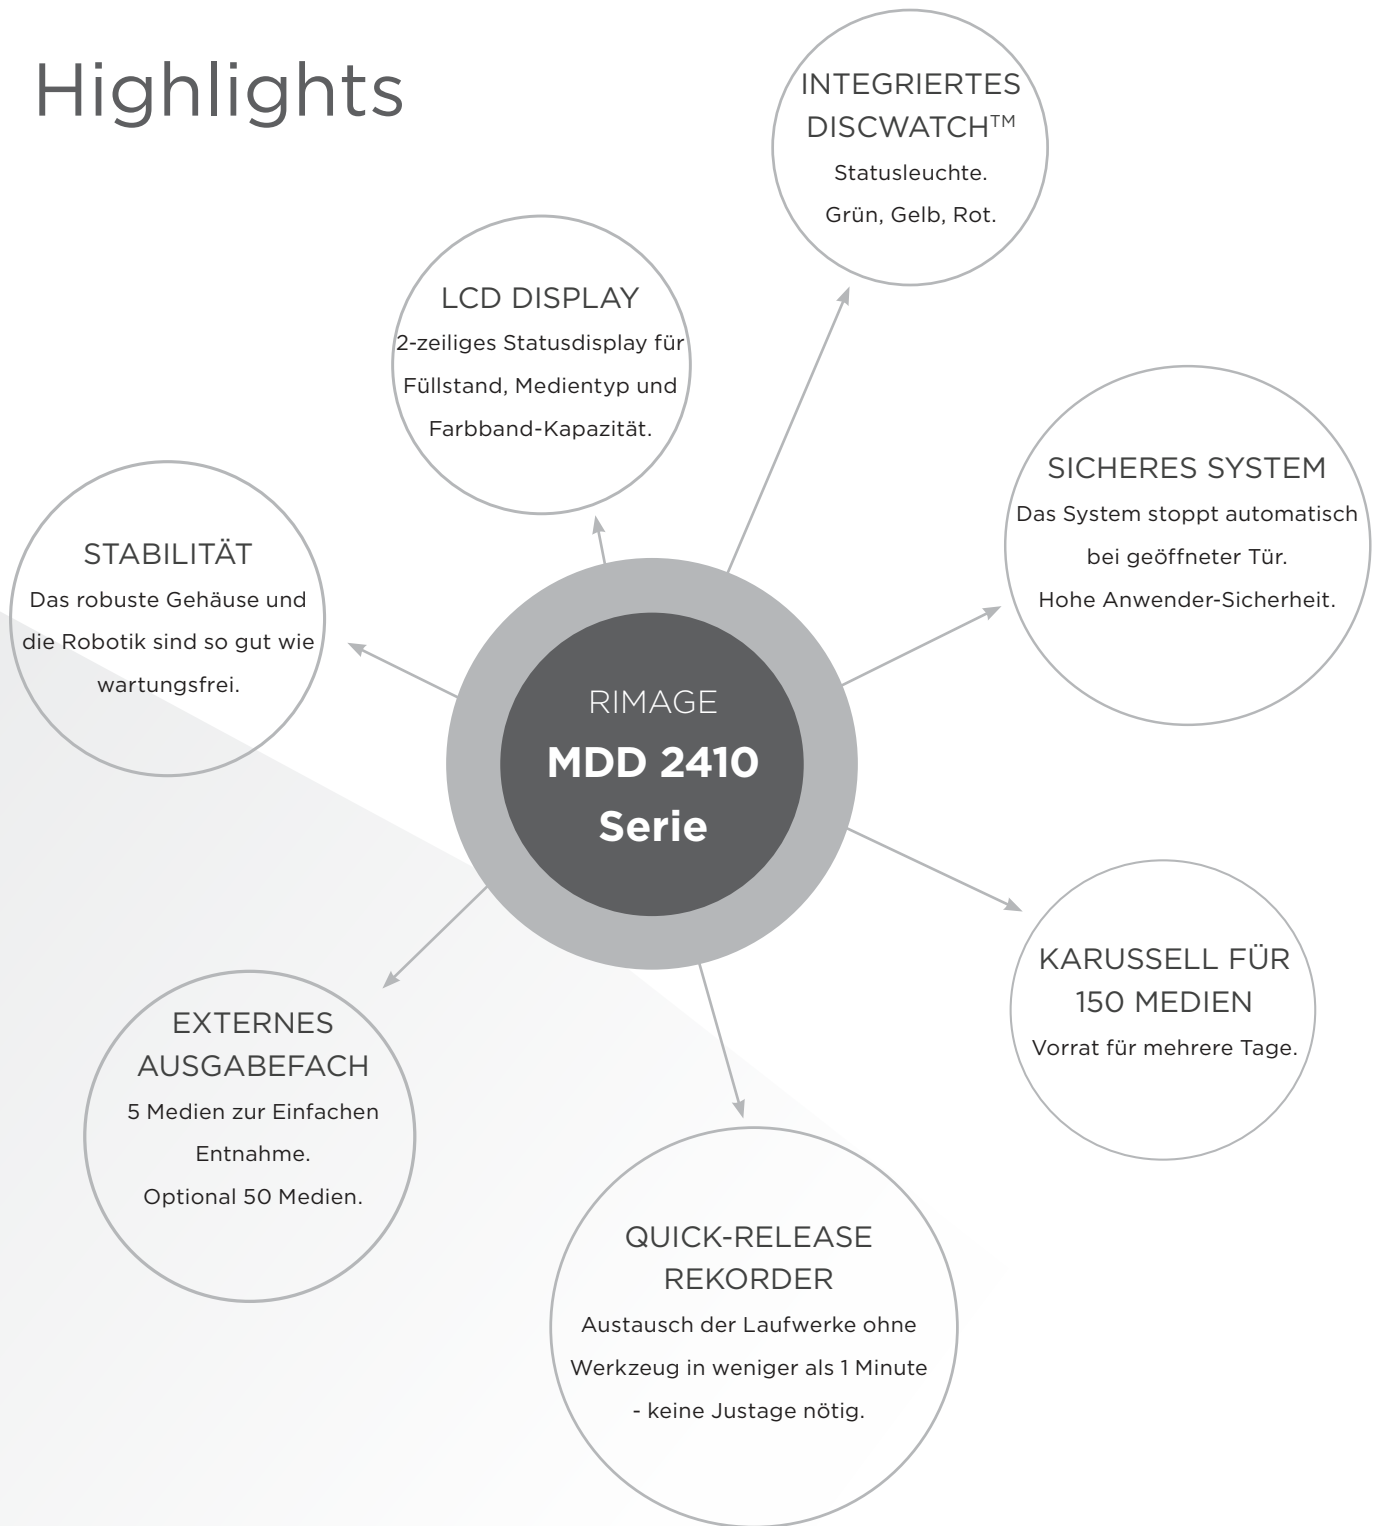 Highlights
INTEGRIERTES
DISCWATCH™
Statusleuchte.
Grün, Gelb, Rot.
LCD DISPLAY
2-zeiliges Statusdisplay für
Füllstand, Medientyp und
Farbband-Kapazität.
SICHERES SYSTEM
Das System stoppt automatisch
bei geöffneter Tür.
Hohe Anwender-Sicherheit.
STABILITÄT
Das robuste Gehäuse und
die Robotik sind so gut wie
wartungsfrei.
RIMAGE
MDD 2410
Serie
KARUSSELL FÜR
150 MEDIEN
Vorrat für mehrere Tage.
EXTERNES
AUSGABEFACH
5 Medien zur Einfachen
Entnahme.
Optional 50 Medien.
QUICK-RELEASE
REKORDER
Austausch der Laufwerke ohne
Werkzeug in weniger als 1 Minute
- keine Justage nötig.